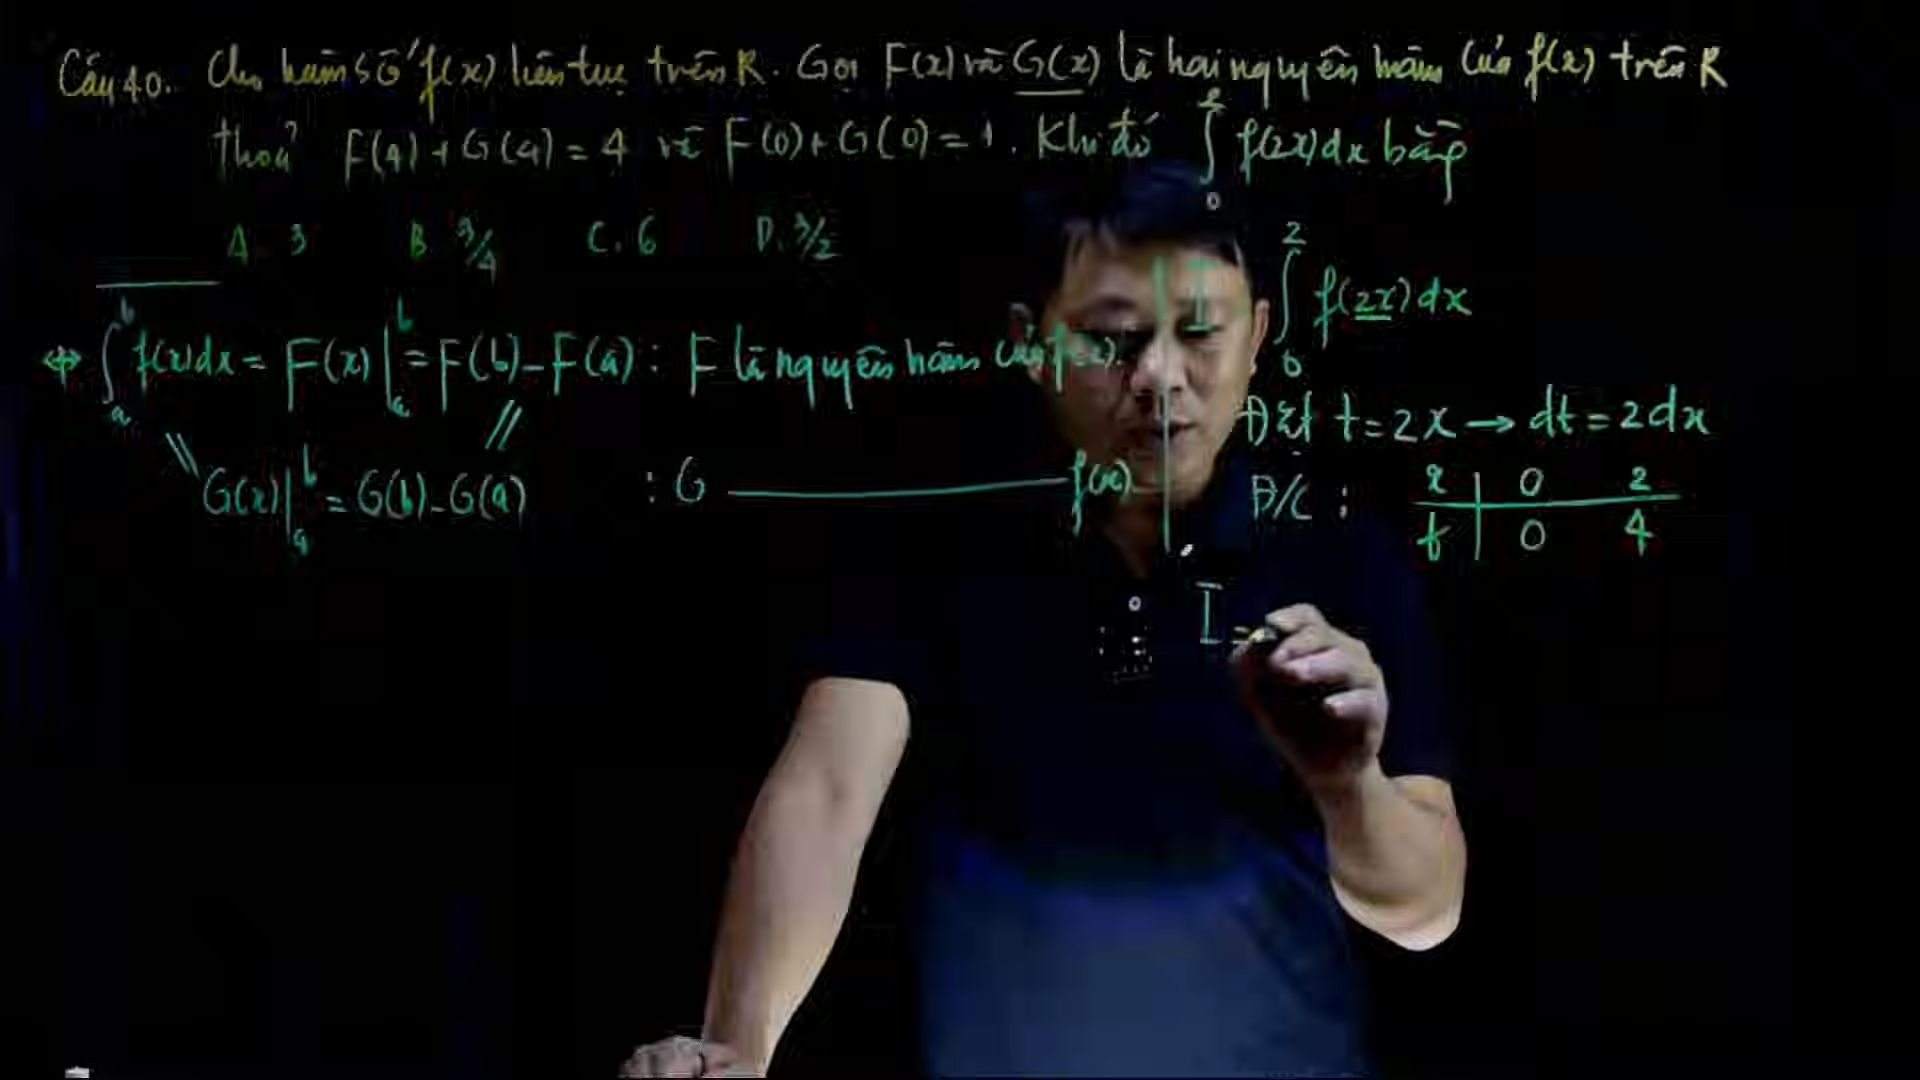 Câu 40. Cho hàm số f(x) liên tục trên R. Gọi F(x) và G(x) là hai nguyên hàm của f(x) trên R
thoả F(4) + G(4) = 4 và F(0) + G(0) = 1. Khi đó ∫₀² f(2x)dx bằng
A. 3 B. 3/4 C. 6 D. 3/2
I = ∫₀² f(2x)dx
⇔ ∫ₐᵇ f(x)dx = F(x)|ₐᵇ = F(b) - F(a) : F là nguyên hàm của f(x).
G(x)|ₐᵇ = G(b) - G(a) : G ——— f(x)
Đặt t = 2x → dt = 2dx
Đ/C : x | 0 2
t | 0 4
I =